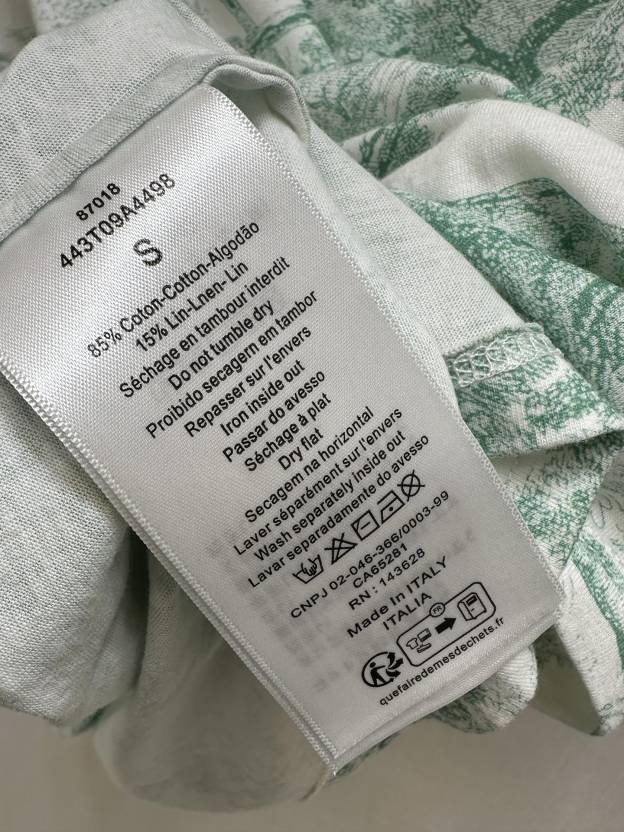 87018
443T09A4498
S
85% Coton-Cotton-Algodão
15% Lin-Lnen- Lin
Séchage en tambour interdit
Do not tumble dry
Proibido secagem em tambor
Repasser sur l'envers
Iron inside out
Passar do avesso
Séchage à plat
Dry flat
Secagem na horizontal
Laver séparément sur l'envers
Wash separately inside out
Lavar separadamente do avesso
CNPJ 02-046-366/0003-99
CA65281
RN : 143628
Made in ITALY
ITALIA
FR
quefairedemesdechets.fr